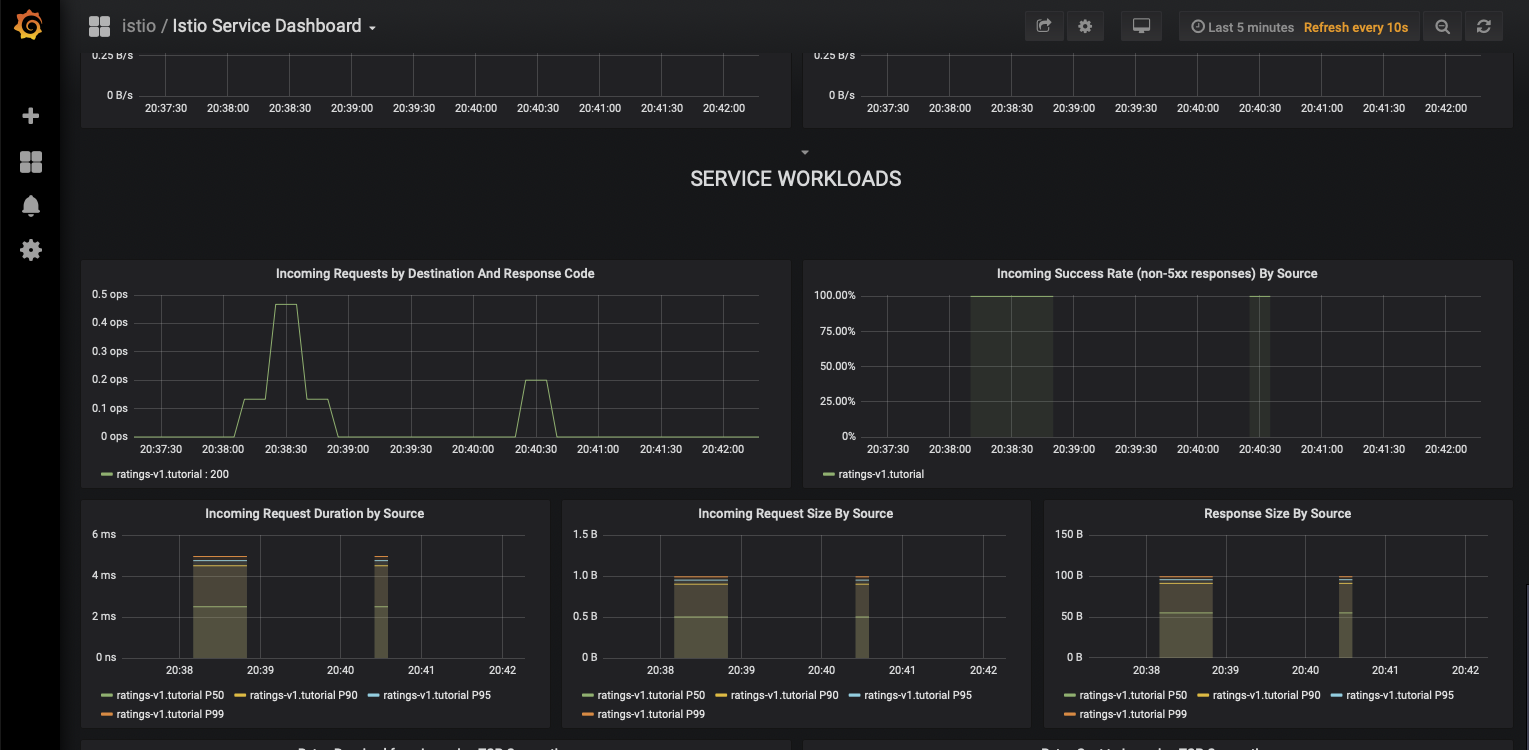 istio / Istio Service Dashboard
Last 5 minutes Refresh every 10s
0.25 B/s
0 B/s
20:37:30 20:38:00 20:38:30 20:39:00 20:39:30 20:40:00 20:40:30 20:41:00 20:41:30 20:42:00
0.25 B/s
0 B/s
20:37:30 20:38:00 20:38:30 20:39:00 20:39:30 20:40:00 20:40:30 20:41:00 20:41:30 20:42:00
SERVICE WORKLOADS
Incoming Requests by Destination And Response Code
0.5 ops
0.4 ops
0.3 ops
0.2 ops
0.1 ops
0 ops
20:37:30 20:38:00 20:38:30 20:39:00 20:39:30 20:40:00 20:40:30 20:41:00 20:41:30 20:42:00
ratings-v1.tutorial : 200
Incoming Success Rate (non-5xx responses) By Source
100.00%
75.00%
50.00%
25.00%
0%
20:37:30 20:38:00 20:38:30 20:39:00 20:39:30 20:40:00 20:40:30 20:41:00 20:41:30 20:42:00
ratings-v1.tutorial
Incoming Request Duration by Source
6 ms
4 ms
2 ms
0 ns
20:38 20:39 20:40 20:41 20:42
ratings-v1.tutorial P50 ratings-v1.tutorial P90 ratings-v1.tutorial P95
ratings-v1.tutorial P99
Incoming Request Size By Source
1.5 B
1.0 B
0.5 B
0 B
20:38 20:39 20:40 20:41 20:42
ratings-v1.tutorial P50 ratings-v1.tutorial P90 ratings-v1.tutorial P95
ratings-v1.tutorial P99
Response Size By Source
150 B
100 B
50 B
0 B
20:38 20:39 20:40 20:41 20:42
ratings-v1.tutorial P50 ratings-v1.tutorial P90 ratings-v1.tutorial P95
ratings-v1.tutorial P99